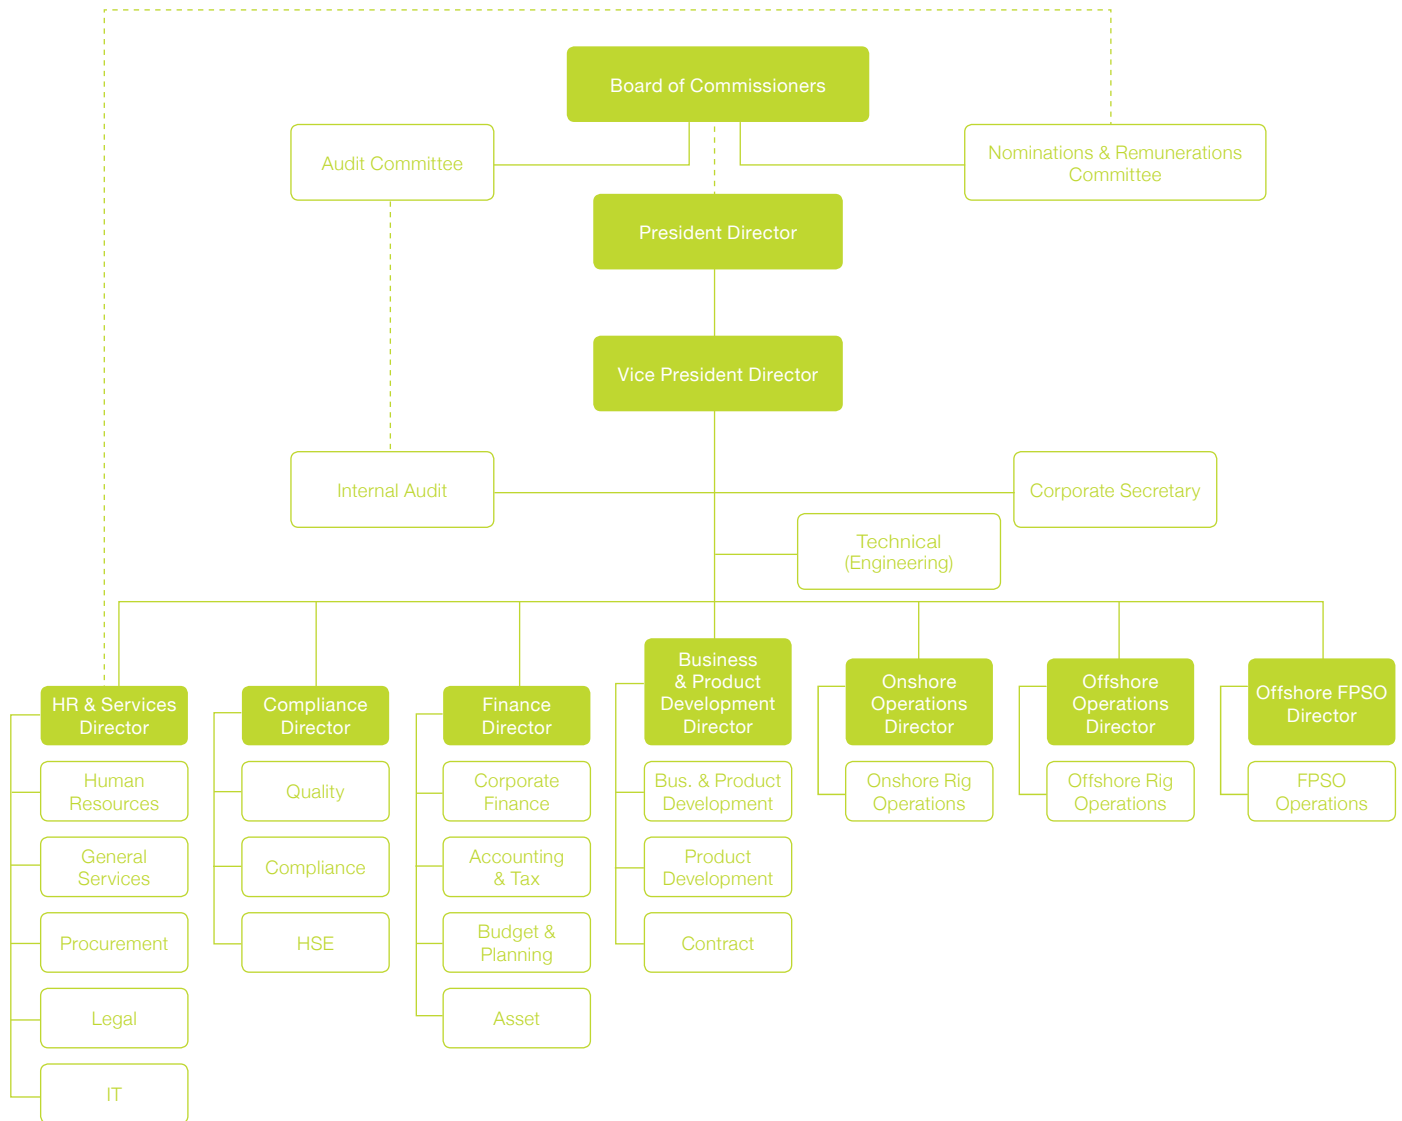 Board of Commissioners
Audit Committee
Nominations & Remunerations
Committee
President Director
Vice President Director
Internal Audit
Corporate Secretary
Technical
(Engineering)
HR & Services
Director
Human
Resources
General
Services
Procurement
Legal
IT
Compliance
Director
Quality
Compliance
HSE
Finance
Director
Corporate
Finance
Accounting
& Tax
Budget &
Planning
Asset
Business
& Product
Development
Director
Bus. & Product
Development
Product
Development
Contract
Onshore
Operations
Director
Onshore Rig
Operations
Offshore
Operations
Director
Offshore Rig
Operations
Offshore FPSO
Director
FPSO
Operations